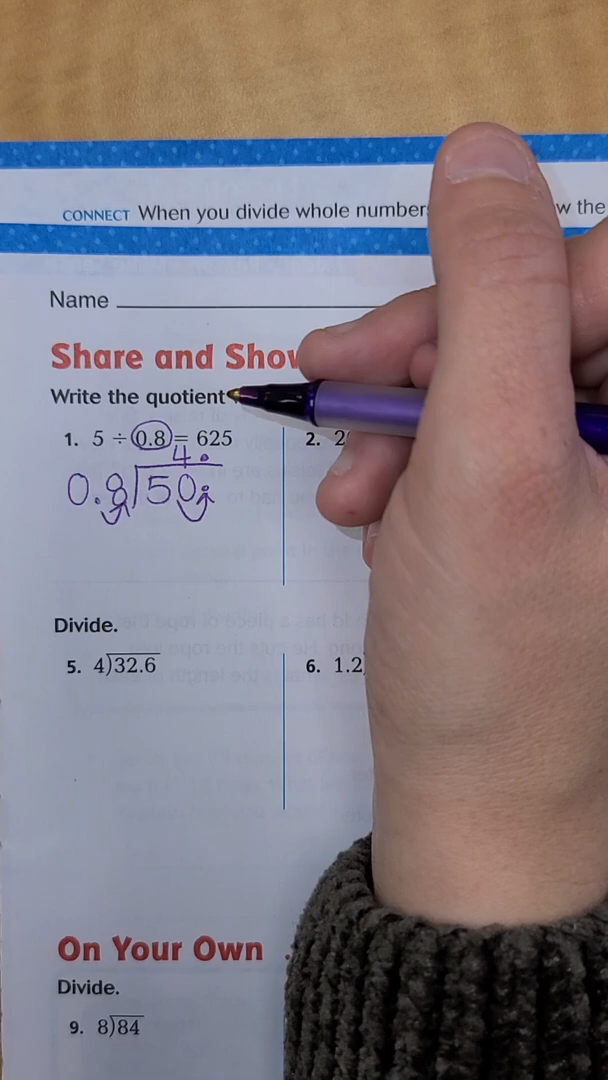 CONNECT When you divide whole number w the
Name
Share and Show
Write the quotient
1. 5 ÷ 0.8 = 625
2. 2
4.
0.8)50.
Divide.
5. 4)32.6
6. 1.2
On Your Own
Divide.
9. 8)84